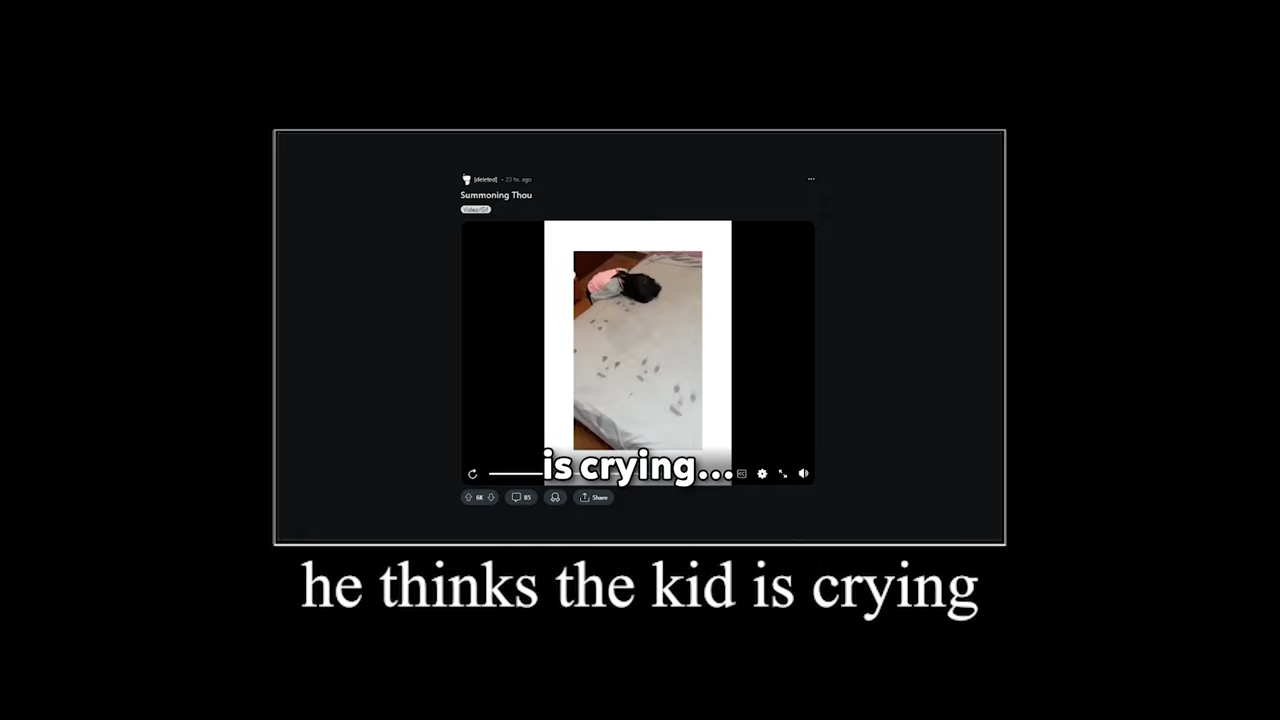 [deleted] • 23 hr. ago
Summoning Thou
Video/Gif
is crying...
6K
85
Share
he thinks the kid is crying